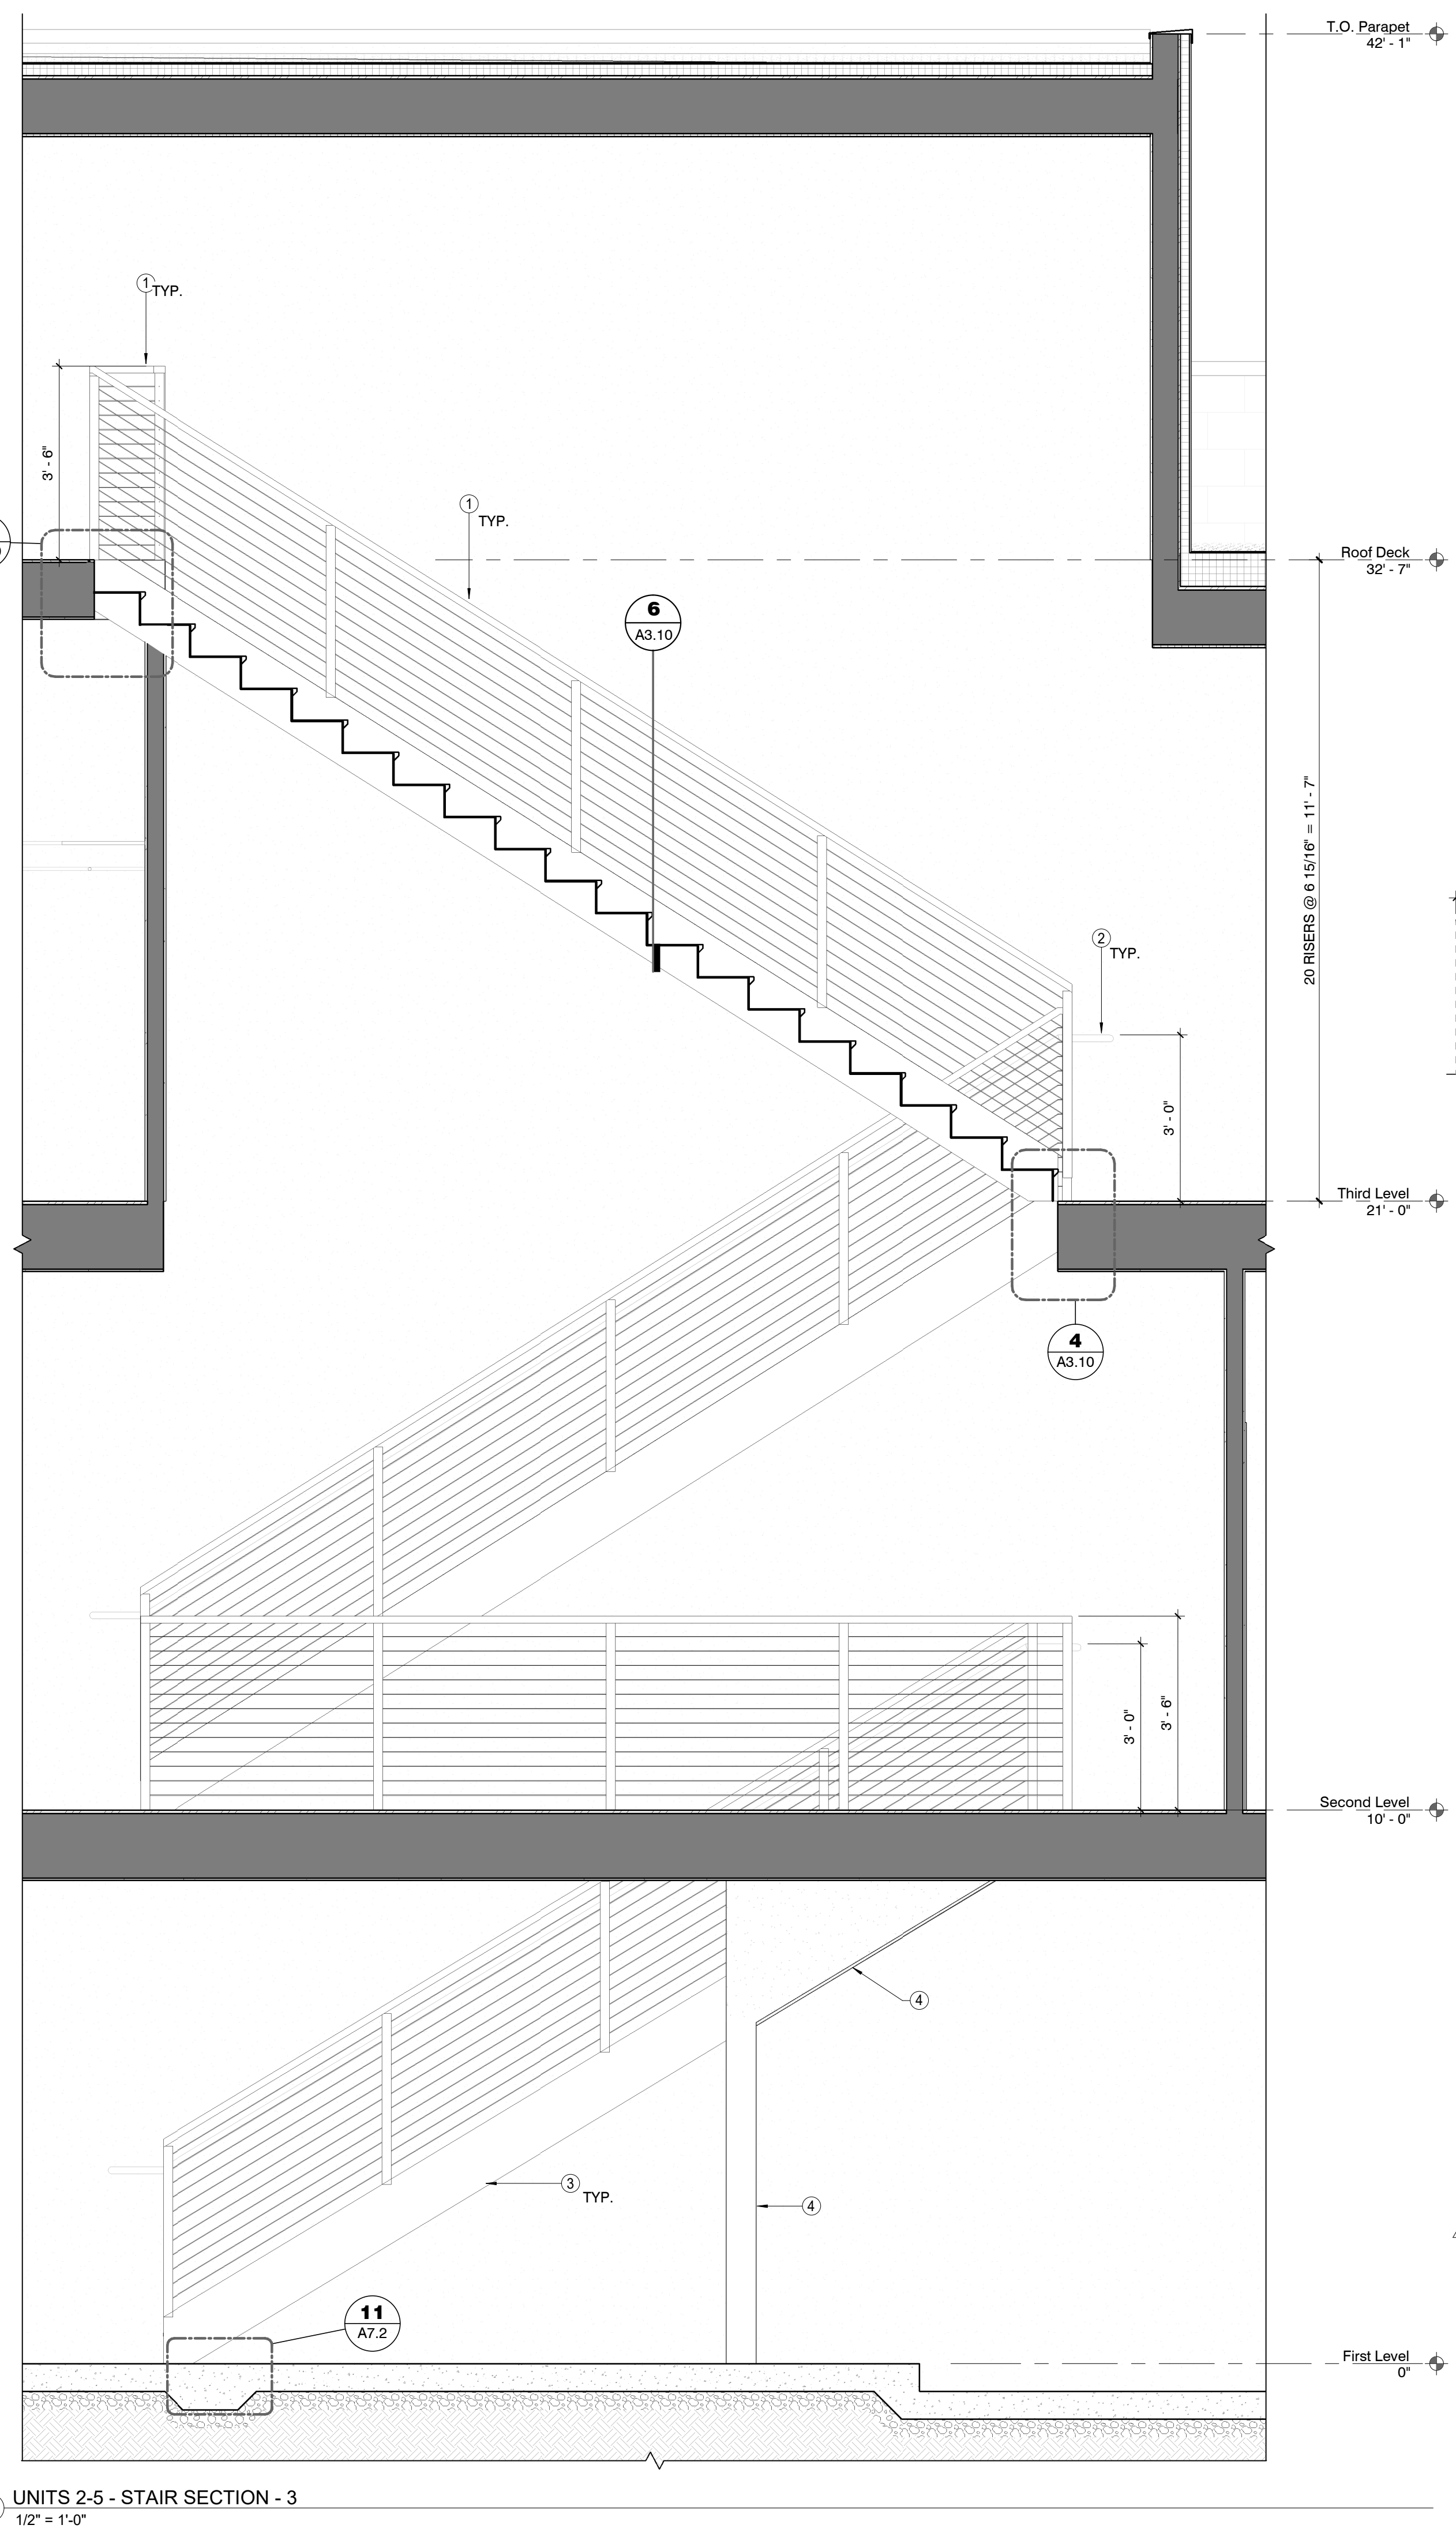 T.O. Parapet
42' - 1"
1
TYP.
3' - 6"
1
TYP.
Roof Deck
32' - 7"
6
A3.10
20 RISERS @ 6 15/16" = 11' - 7"
2
TYP.
3' - 0"
Third Level
21' - 0"
4
A3.10
3' - 0"
3' - 6"
Second Level
10' - 0"
4
3
TYP.
4
11
A7.2
First Level
0"
UNITS 2-5 - STAIR SECTION - 3
1/2" = 1'-0"